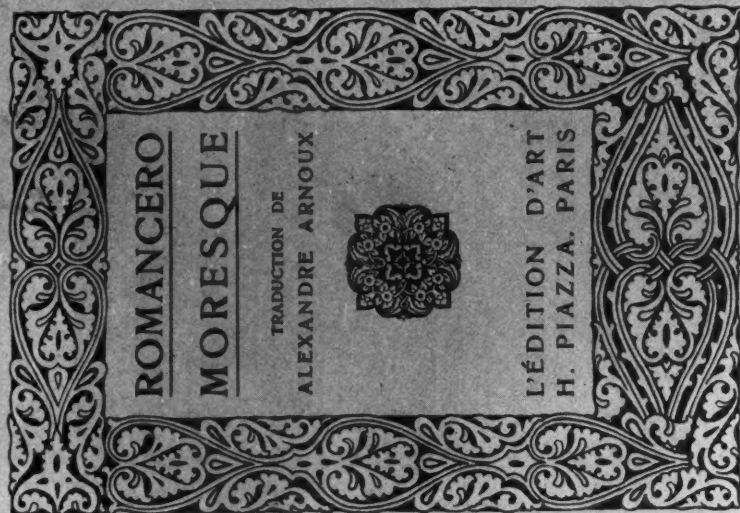 ROMANCERO
MORESQUE
TRADUCTION DE
ALEXANDRE ARNOUX
L'ÉDITION D'ART
H. PIAZZA. PARIS